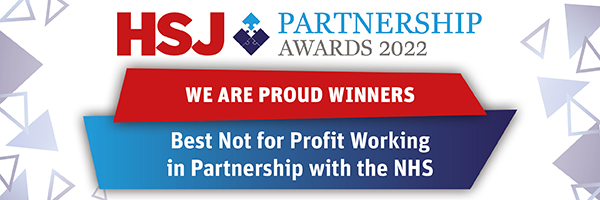 HSJ PARTNERSHIP
AWARDS 2022
WE ARE PROUD WINNERS
Best Not for Profit Working
in Partnership with the NHS